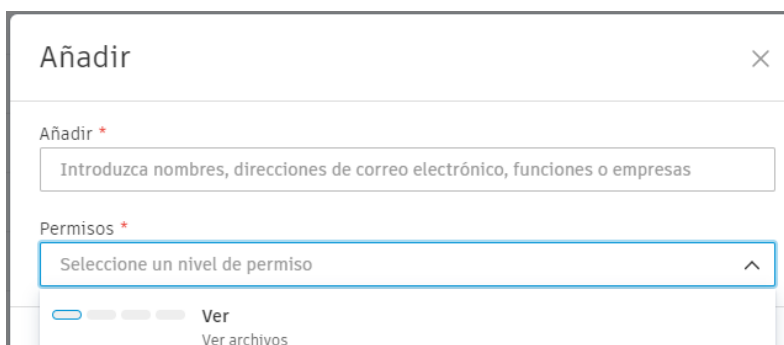 Añadir
Añadir *
Introduzca nombres, direcciones de correo electrónico, funciones o empresas
Permisos *
Seleccione un nivel de permiso
Ver
Ver archivos